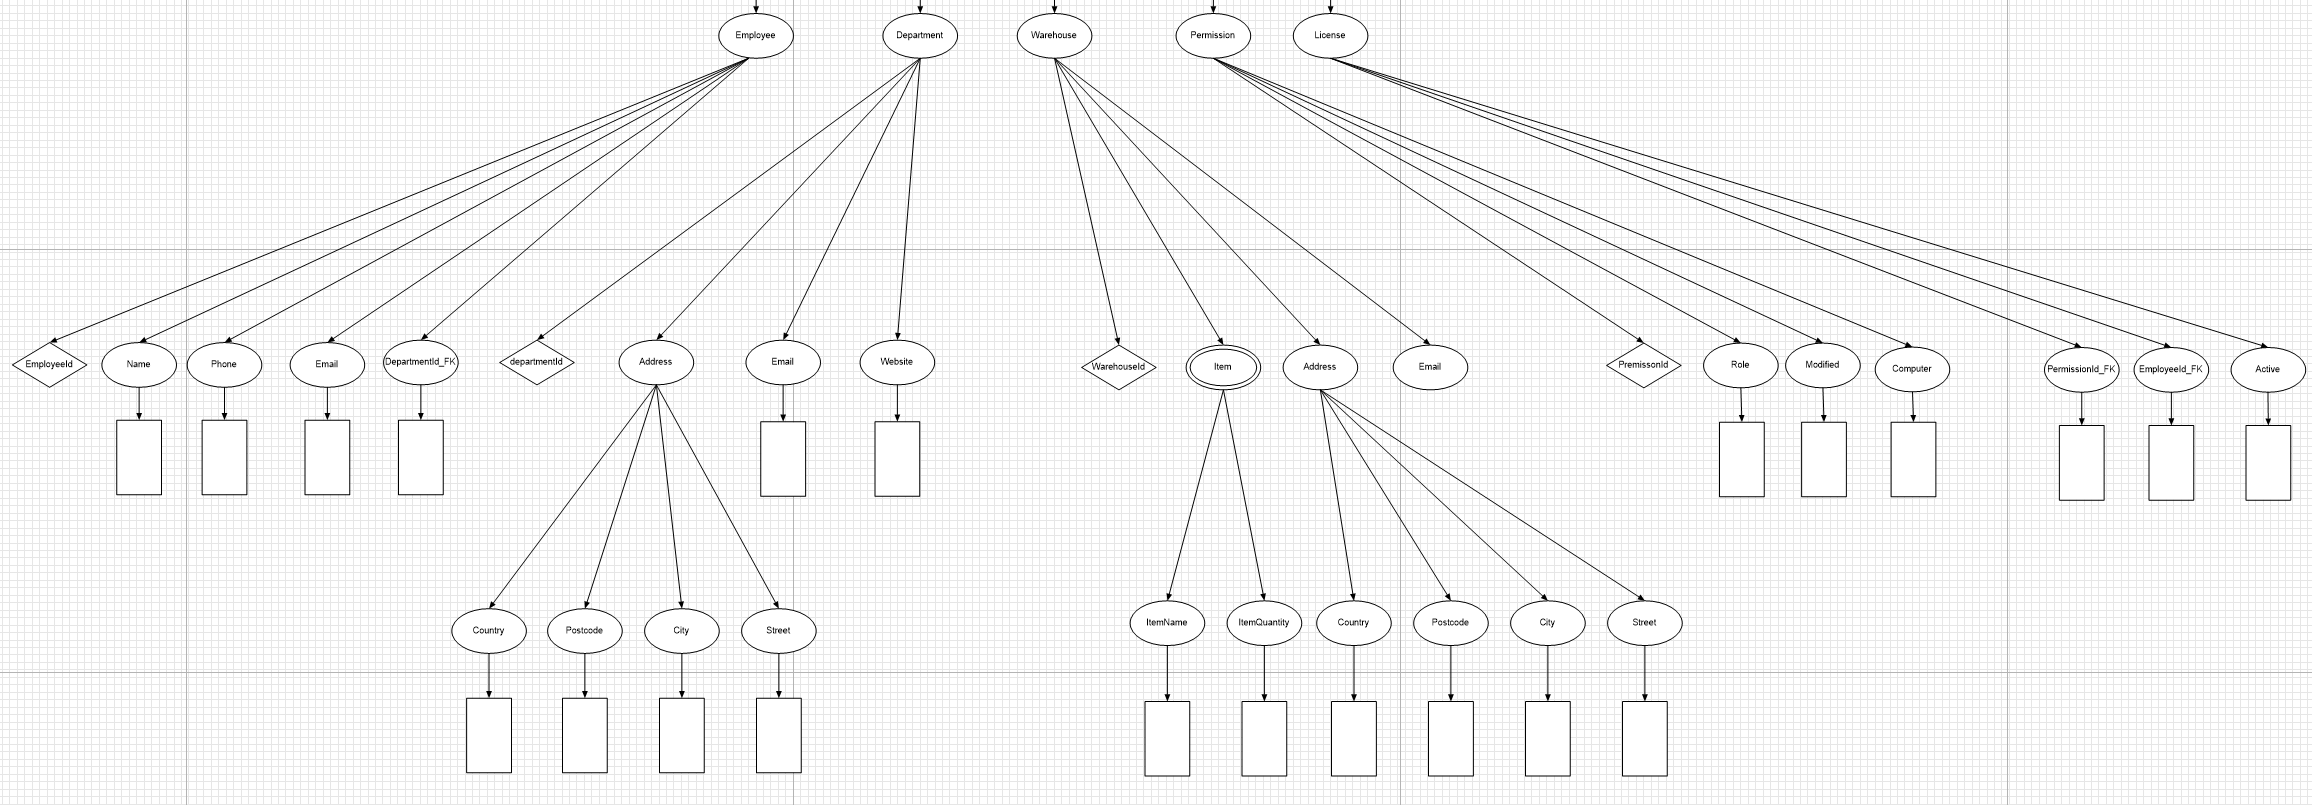 Employee
Department
Warehouse
Permission
License
EmployeeId
Name
Phone
Email
DepartmentId_FK
departmentId
Address
Email
Website
WarehouseId
Item
Address
Email
PremissonId
Role
Modified
Computer
PermissionId_FK
EmployeeId_FK
Active
Country
Postcode
City
Street
ItemName
ItemQuantity
Country
Postcode
City
Street